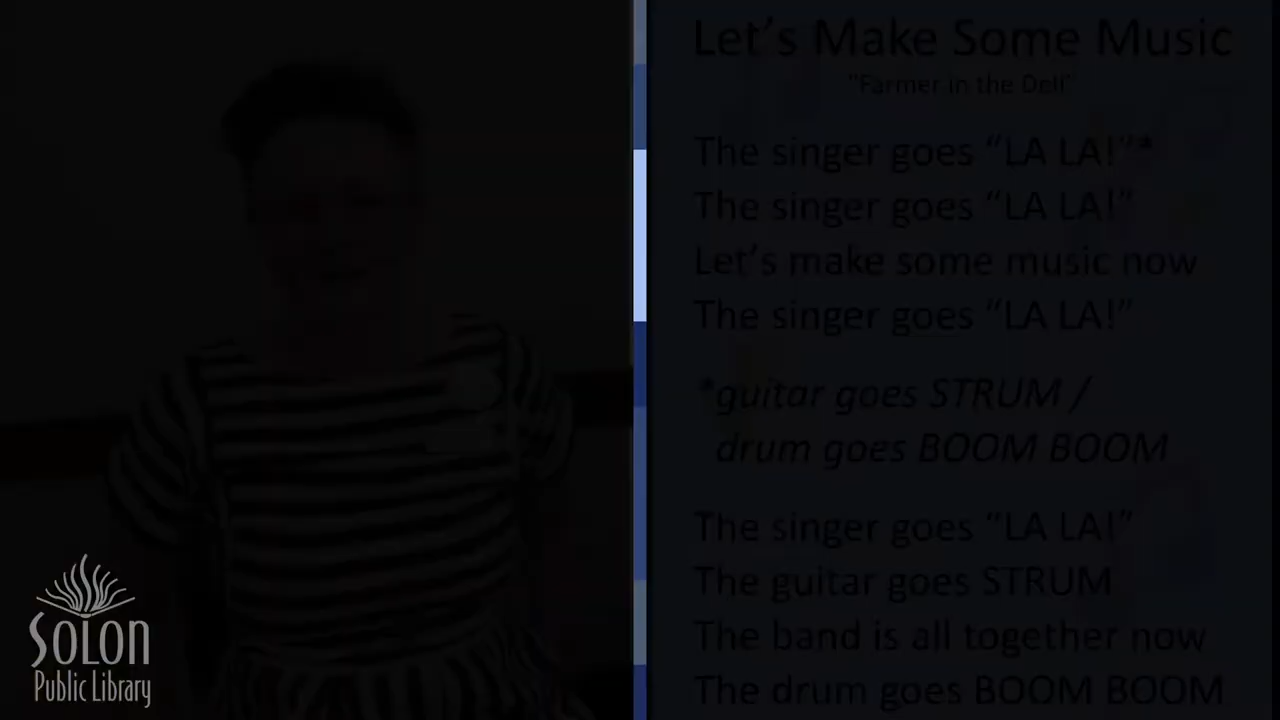 Let's Make Some Music
"Farmer in the Dell"
The singer goes “LA LA!”*
The singer goes “LA LA!”
Let's make some music now
The singer goes “LA LA!”
*guitar goes STRUM /
drum goes BOOM BOOM
The singer goes “LA LA!”
The guitar goes STRUM
The band is all together now
The drum goes BOOM BOOM
SOLON
Public Library